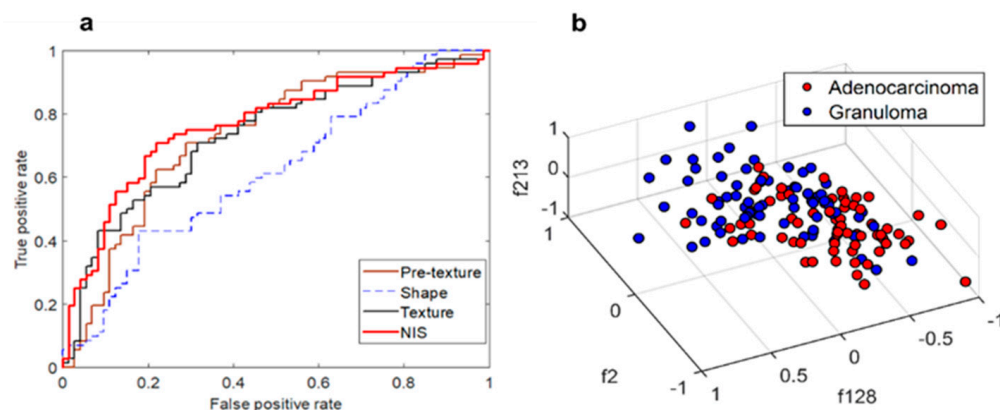 a
1
0.8
0.6
0.4
0.2
0
0 0.2 0.4 0.6 0.8 1
True positive rate
False positive rate
Pre-texture
Shape
Texture
NIS
b
Adenocarcinoma
Granuloma
1
0
-1
f213
1
0
-1
f2
1
0.5
0
-0.5
-1
f128